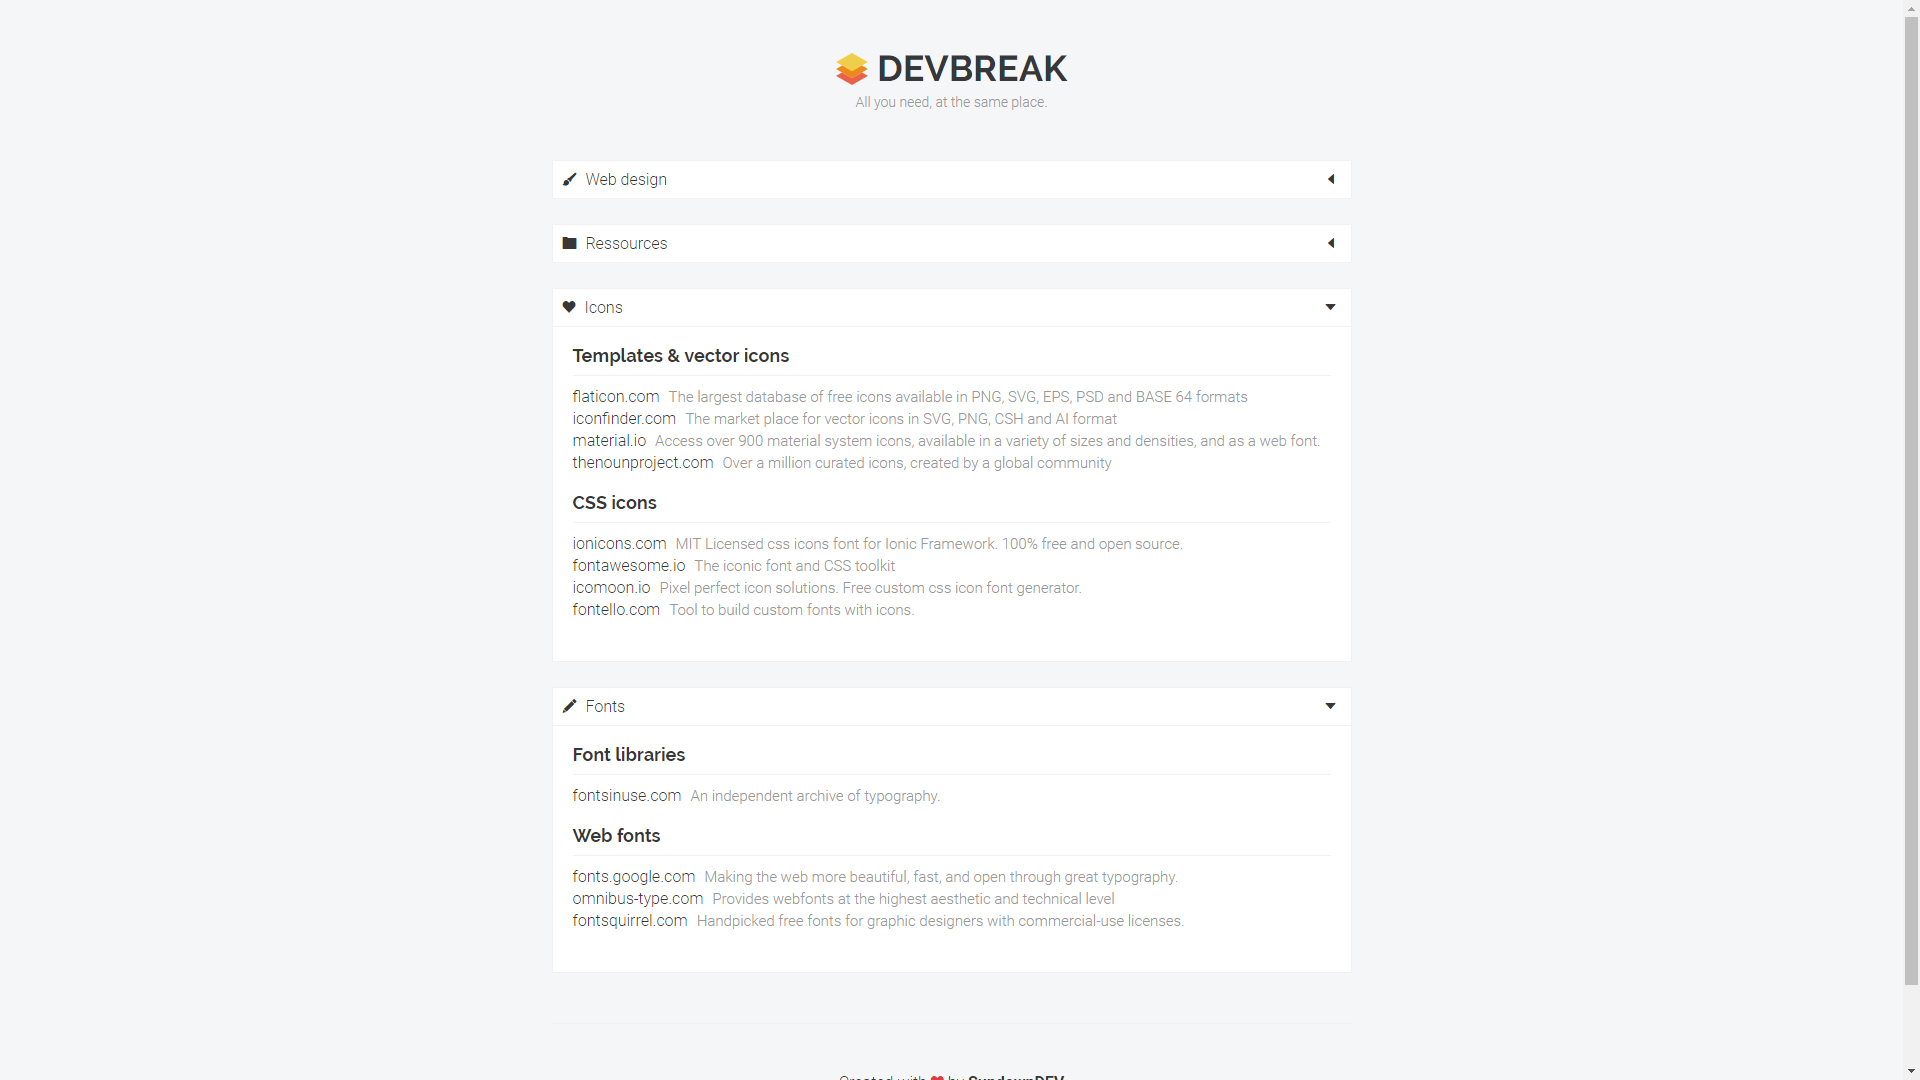 DEVBREAK
All you need, at the same place.
Web design
Ressources
Icons
Templates & vector icons
flaticon.com The largest database of free icons available in PNG, SVG, EPS, PSD and BASE 64 formats
iconfinder.com The market place for vector icons in SVG, PNG, CSH and AI format
material.io Access over 900 material system icons, available in a variety of sizes and densities, and as a web font.
thenounproject.com Over a million curated icons, created by a global community
CSS icons
ionicons.com MIT Licensed css icons font for Ionic Framework. 100% free and open source.
fontawesome.io The iconic font and CSS toolkit
icomoon.io Pixel perfect icon solutions. Free custom css icon font generator.
fontello.com Tool to build custom fonts with icons.
Fonts
Font libraries
fontsinuse.com An independent archive of typography.
Web fonts
fonts.google.com Making the web more beautiful, fast, and open through great typography.
omnibus-type.com Provides webfonts at the highest aesthetic and technical level
fontsquirrel.com Handpicked free fonts for graphic designers with commercial-use licenses.
Created with by SundownDEV